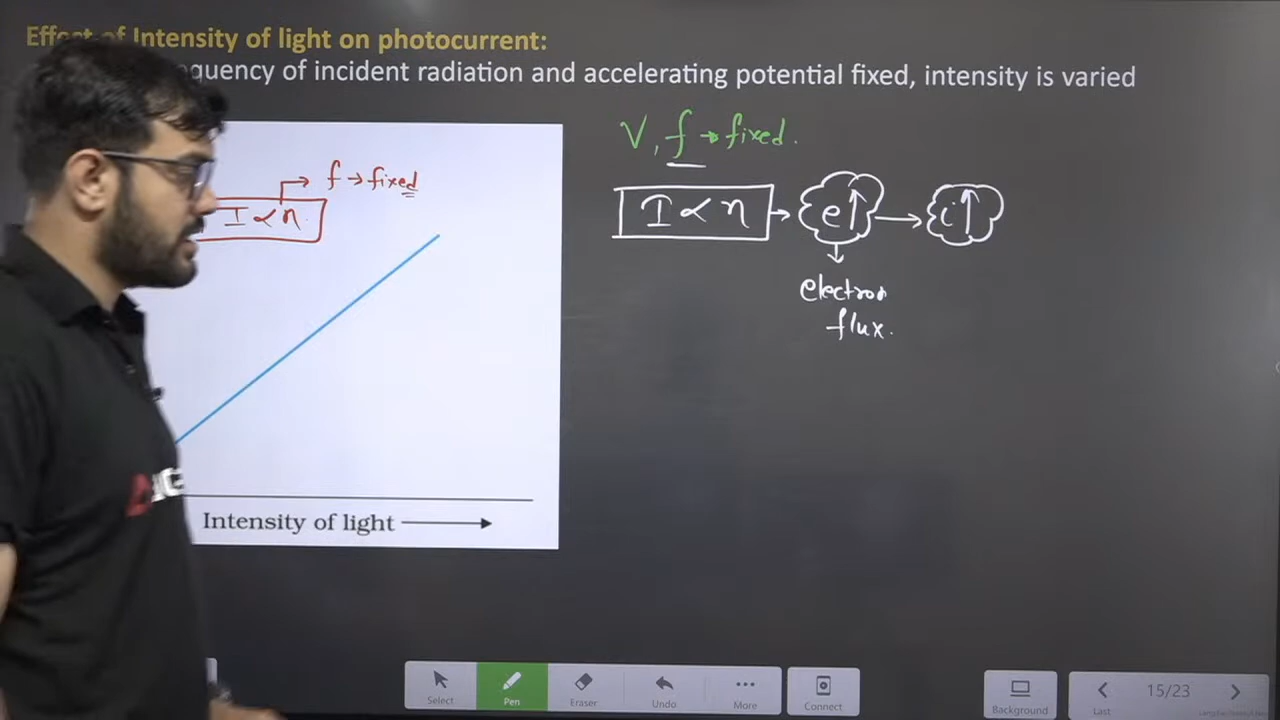 Effect of Intensity of light on photocurrent:
quency of incident radiation and accelerating potential fixed, intensity is varied
V, f → fixed.
f → fixed
I ∝ n
I ∝ n → e↑ → i↑
electron
flux.
Intensity of light
Select
Pen
Eraser
Undo
More
Connect
Background
Last
15/23